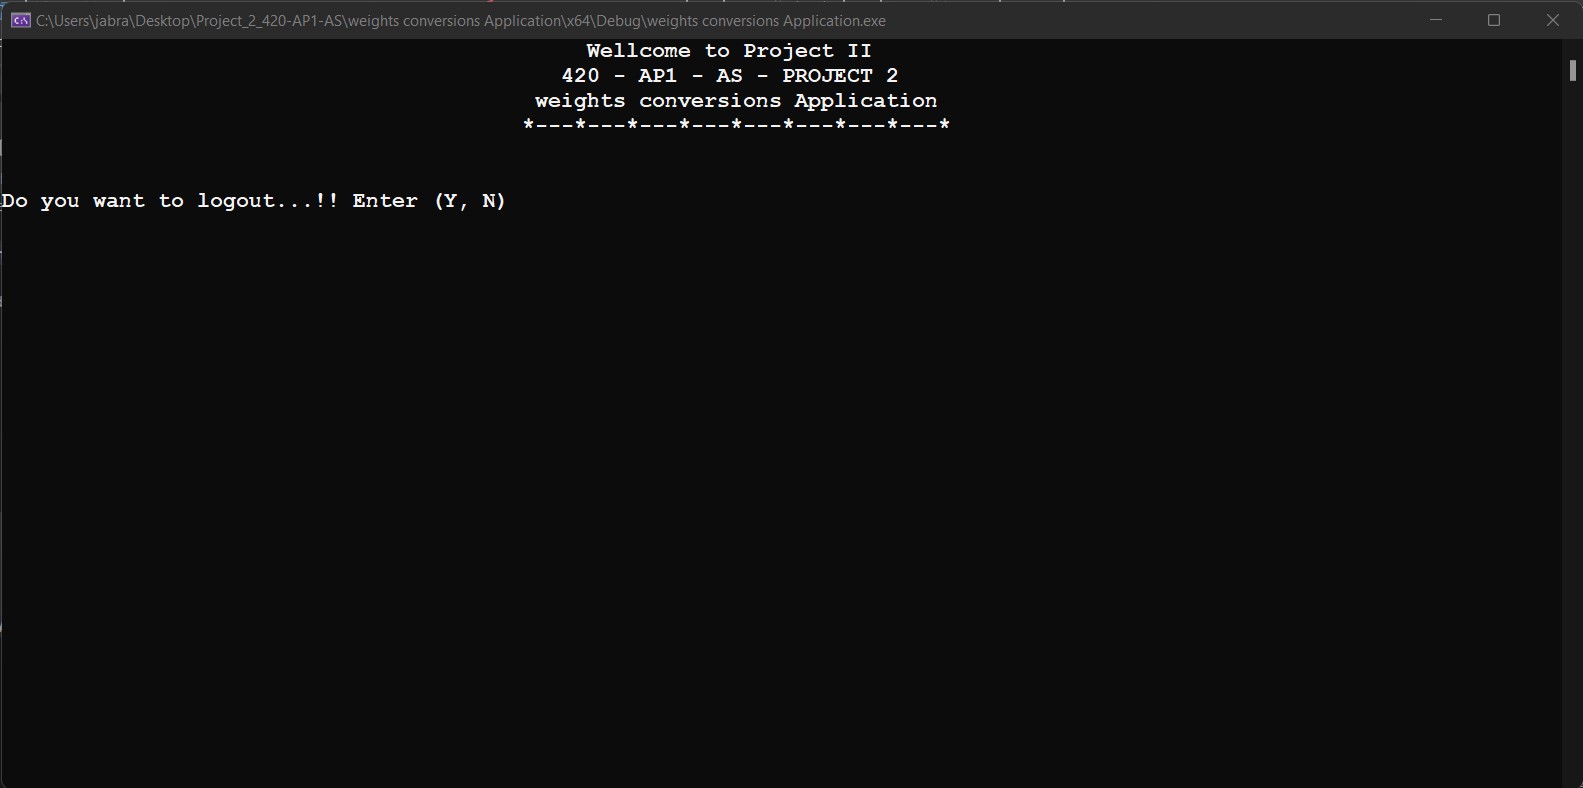 C:\Users\jabra\Desktop\Project_2_420-AP1-AS\weights conversions Application\x64\Debug\weights conversions Application.exe
Wellcome to Project II
420 - AP1 - AS - PROJECT 2
weights conversions Application
*---*---*---*---*---*---*---*---*
Do you want to logout...!! Enter (Y, N)